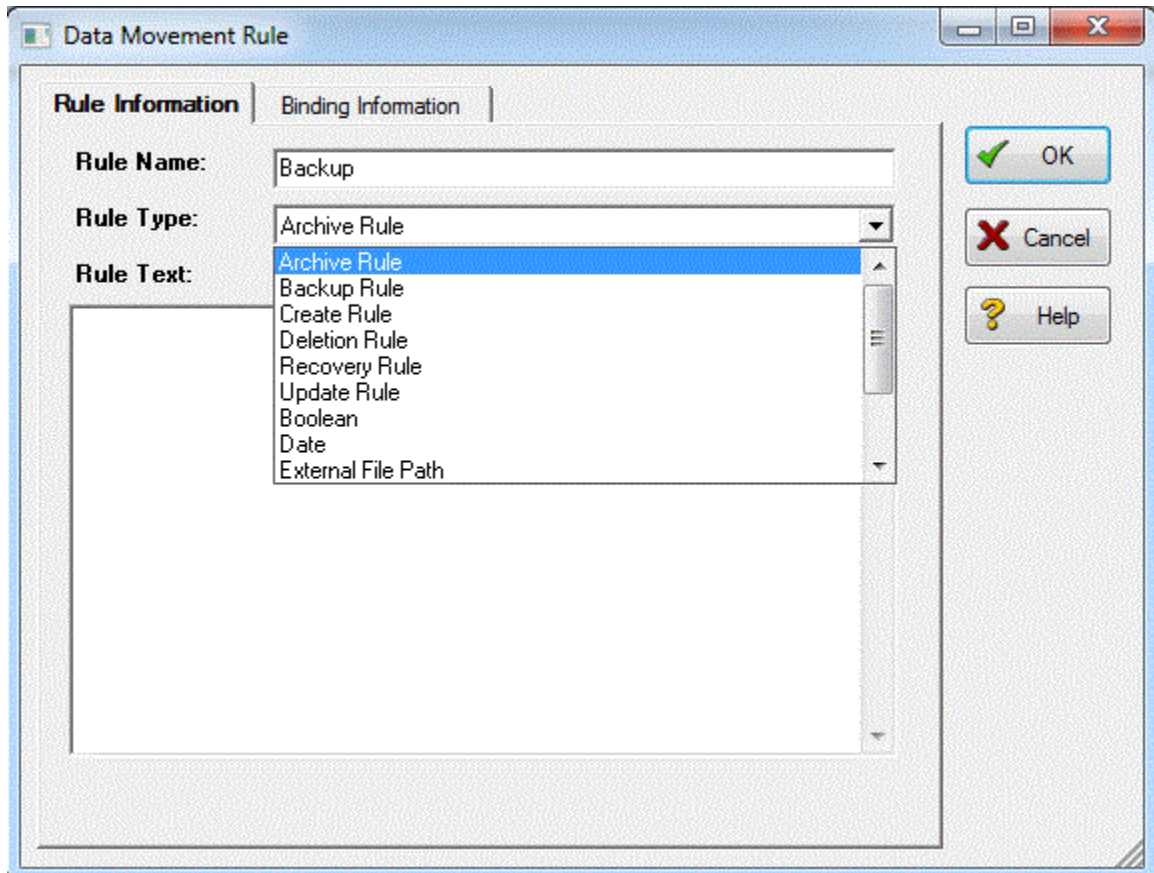 Data Movement Rule
Rule Information
Binding Information
Rule Name:
Backup
OK
Rule Type:
Archive Rule
Cancel
Rule Text:
Archive Rule
Backup Rule
Create Rule
Deletion Rule
Recovery Rule
Update Rule
Boolean
Date
External File Path
Help